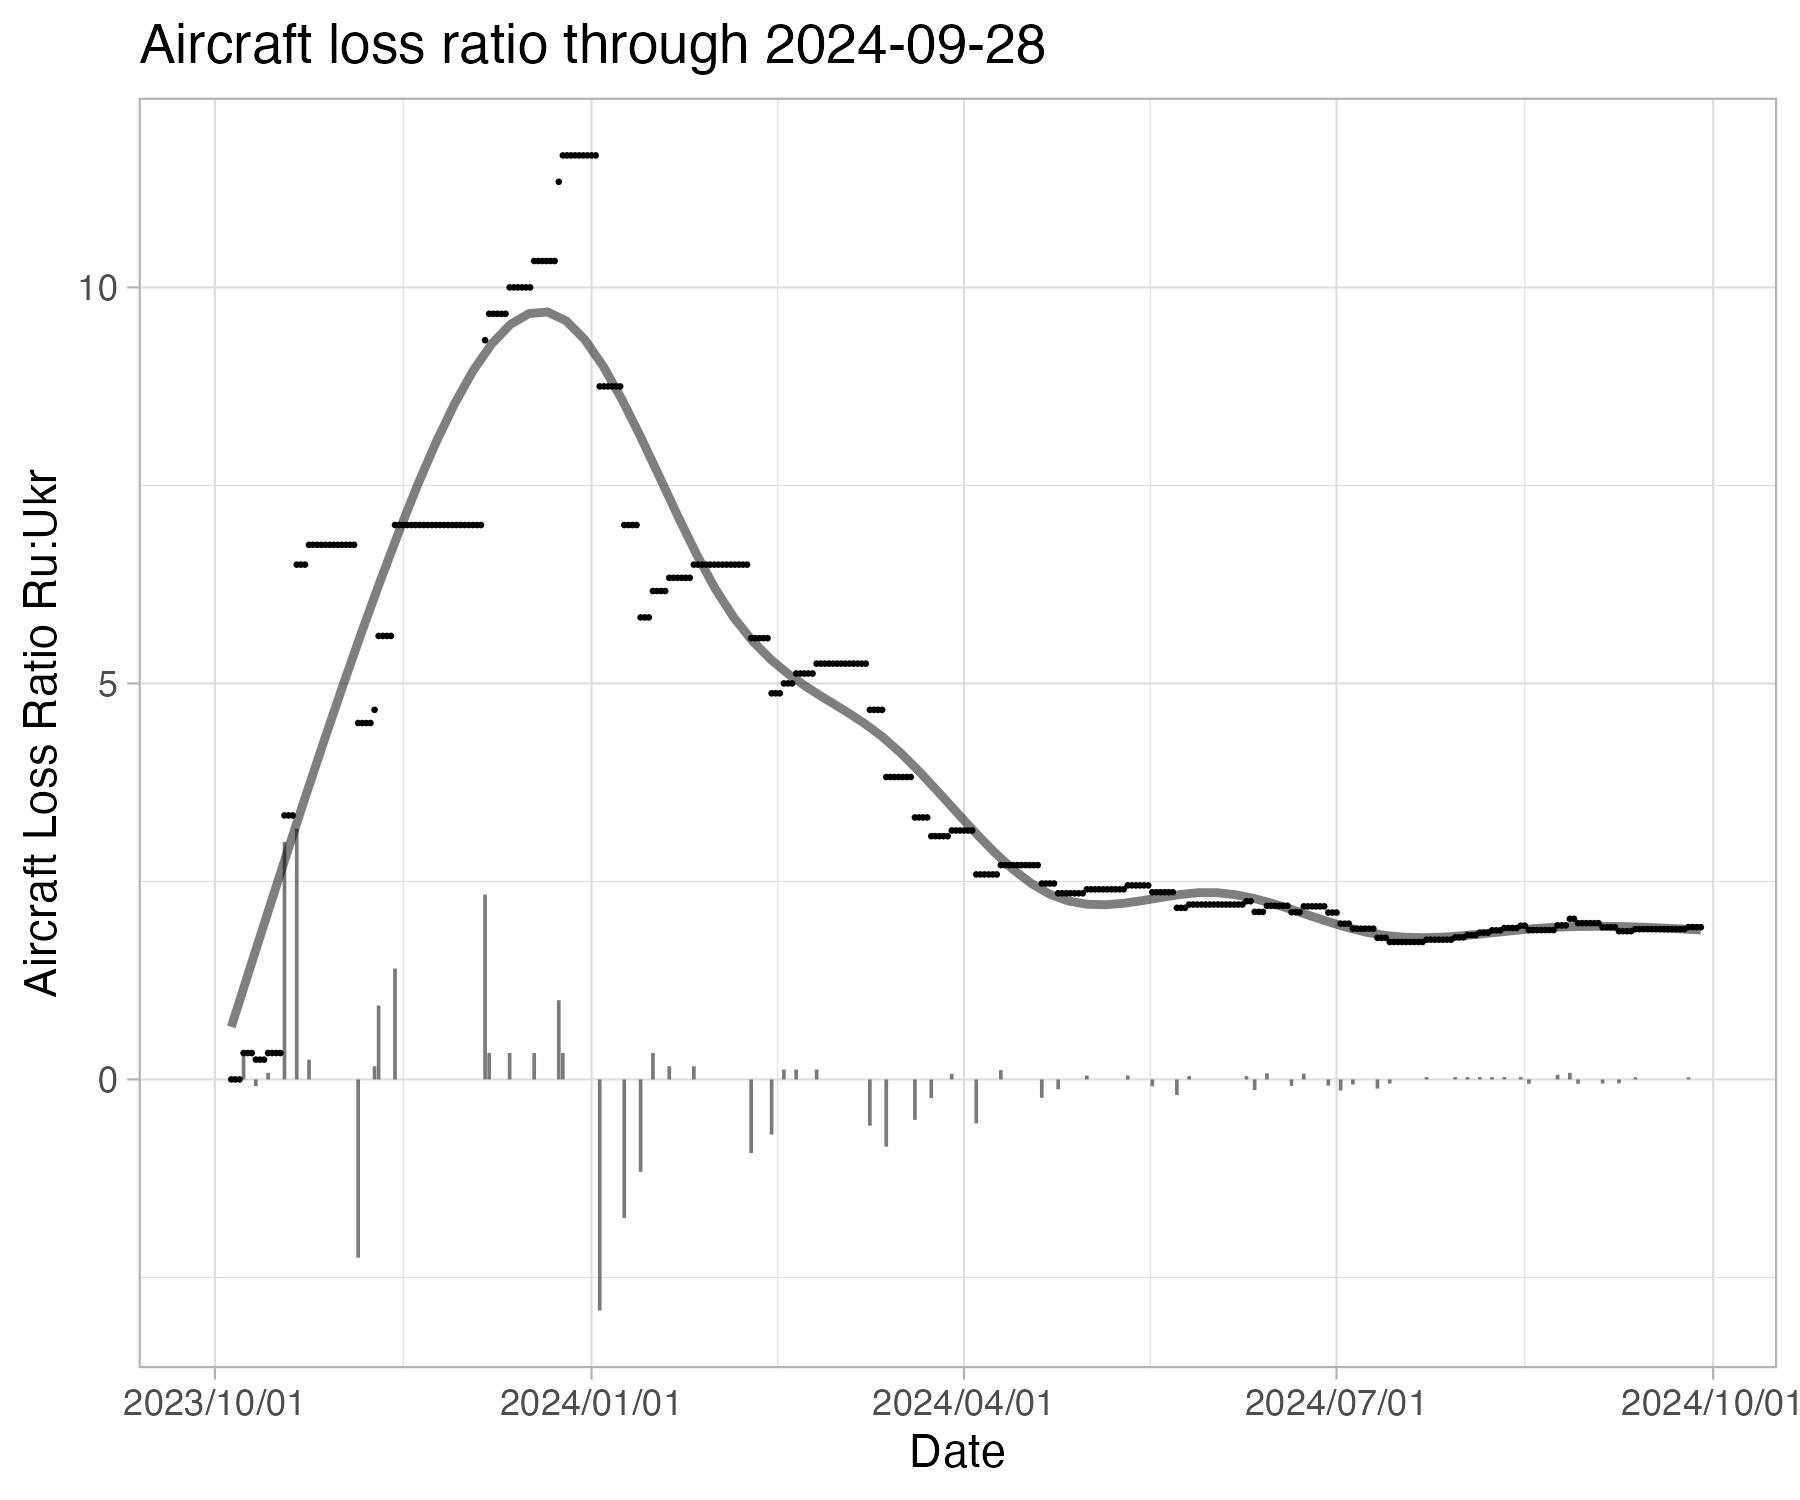 Aircraft loss ratio through 2024-09-28
Aircraft Loss Ratio Ru:Ukr
10
5
0
2023/10/01
2024/01/01
2024/04/01
2024/07/01
2024/10/01
Date